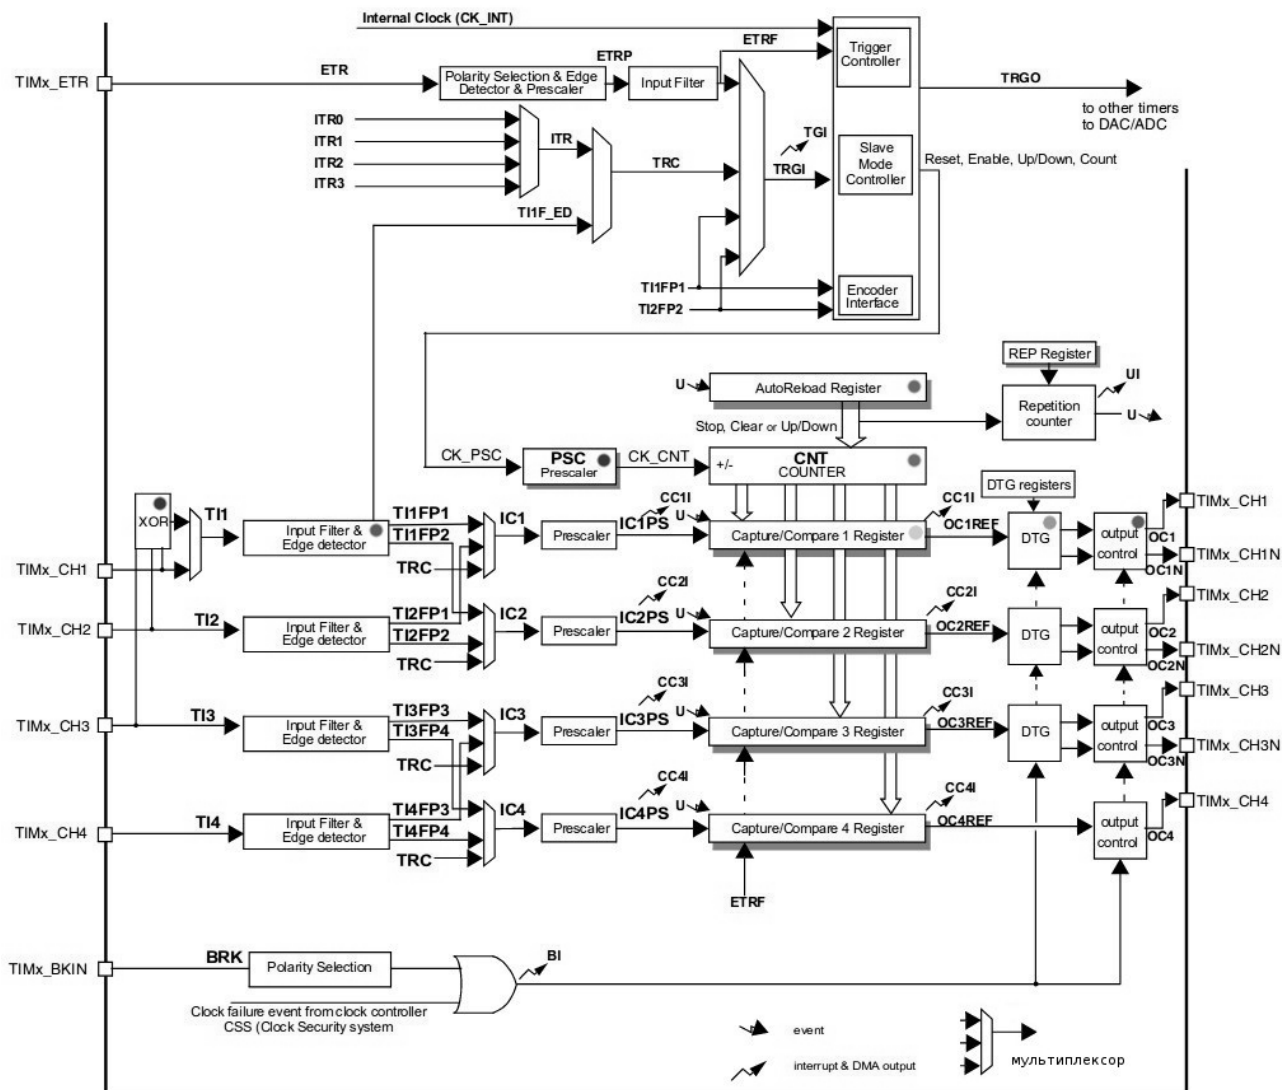 Internal Clock (CK_INT)
ETRF
Trigger
Controller
TIMx_ETR
ETR
Polarity Selection & Edge
Detector & Prescaler
ETRP
Input Filter
TRGO
to other timers
to DAC/ADC
ITR0
ITR1
ITR2
ITR3
ITR
TRC
TI1F_ED
TGI
TRGI
Slave
Mode
Controller
Reset, Enable, Up/Down, Count
TI1FP1
TI2FP2
Encoder
Interface
REP Register
U
AutoReload Register
UI
Repetition
counter
U
Stop, Clear or Up/Down
CK_PSC
PSC
Prescaler
CK_CNT
+/-
CNT
COUNTER
DTG registers
XOR
TI1
Input Filter &
Edge detector
TI1FP1
TI1FP2
TRC
IC1
Prescaler
CC1I
IC1PS
U
Capture/Compare 1 Register
CC1I
OC1REF
DTG
output
control
OC1
OC1N
TIMx_CH1
TIMx_CH1N
TIMx_CH1
TIMx_CH2
TI2
Input Filter &
Edge detector
TI2FP1
TI2FP2
TRC
IC2
Prescaler
CC2I
IC2PS
U
Capture/Compare 2 Register
CC2I
OC2REF
DTG
output
control
OC2
OC2N
TIMx_CH2
TIMx_CH2N
TIMx_CH3
TI3
Input Filter &
Edge detector
TI3FP3
TI3FP4
TRC
IC3
Prescaler
CC3I
IC3PS
U
Capture/Compare 3 Register
CC3I
OC3REF
DTG
output
control
OC3
OC3N
TIMx_CH3
TIMx_CH3N
TIMx_CH4
TI4
Input Filter &
Edge detector
TI4FP3
TI4FP4
TRC
IC4
Prescaler
CC4I
IC4PS
U
Capture/Compare 4 Register
CC4I
OC4REF
output
control
OC4
TIMx_CH4
ETRF
TIMx_BKIN
BRK
Polarity Selection
BI
Clock failure event from clock controller
CSS (Clock Security system
event
interrupt & DMA output
мультиплексор